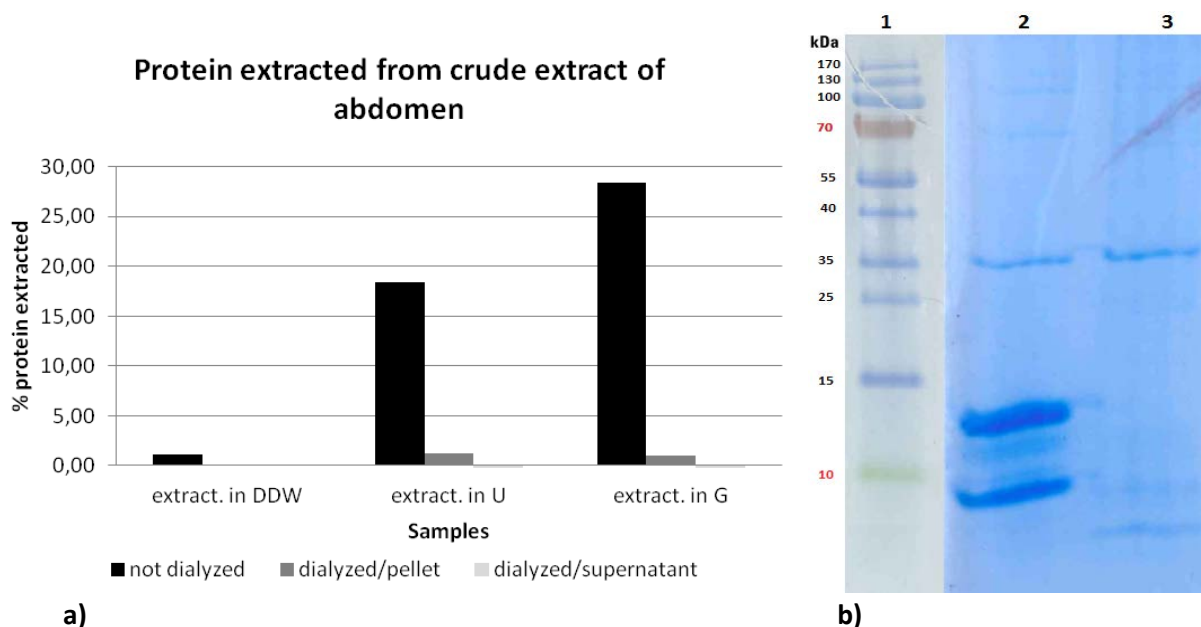 Protein extracted from crude extract of
abdomen
% protein extracted
30,00
25,00
20,00
15,00
10,00
5,00
0,00
extract. in DDW
extract. in U
extract. in G
Samples
not dialyzed
dialyzed/pellet
dialyzed/supernatant
a)
1 2 3
kDa
170
130
100
70
55
40
35
25
15
10
b)